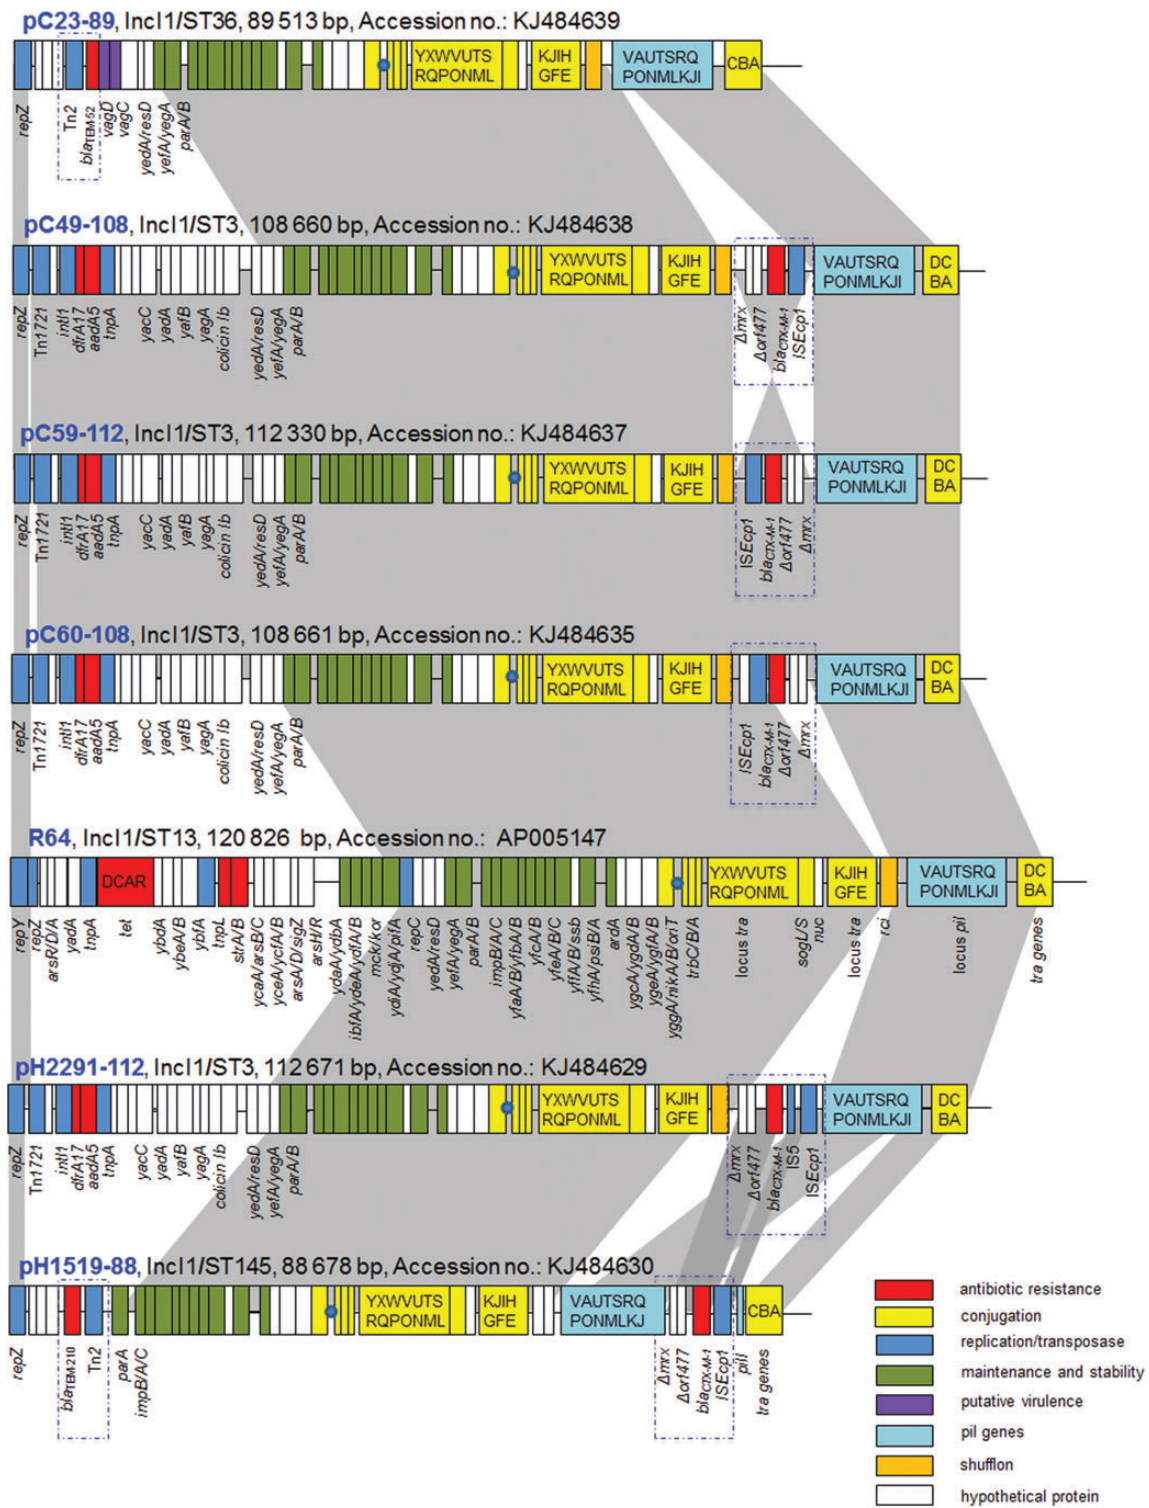 pC23-89, IncI1/ST36, 89 513 bp, Accession no.: KJ484639
YXWVUTS KJIH VAUTSRQ CBA
RQPONML GFE PONMLKJI
repZ Tn2 blaTEM-52 vagD vagC yedA/resD yefA/yegA parA/B
pC49-108, IncI1/ST3, 108 660 bp, Accession no.: KJ484638
YXWVUTS KJIH VAUTSRQ DC
RQPONML GFE PONMLKJI BA
repZ Tn1721 intI1 dfrA17 aadA5 tnpA yacC yadA yafB yagA colicin Ib yedA/resD yefA/yegA parA/B Δmrx Δorf477 blaCTX-M-1 ISEcp1
pC59-112, IncI1/ST3, 112 330 bp, Accession no.: KJ484637
YXWVUTS KJIH VAUTSRQ DC
RQPONML GFE PONMLKJI BA
repZ Tn1721 intI1 dfrA17 aadA5 tnpA yacC yadA yafB yagA colicin Ib yedA/resD yefA/yegA parA/B ISEcp1 blaCTX-M-1 Δorf477 Δmrx
pC60-108, IncI1/ST3, 108 661 bp, Accession no.: KJ484635
YXWVUTS KJIH VAUTSRQ DC
RQPONML GFE PONMLKJI BA
repZ Tn1721 intI1 dfrA17 aadA5 tnpA yacC yadA yafB yagA colicin Ib yedA/resD yefA/yegA parA/B ISEcp1 blaCTX-M-1 Δorf477 Δmrx
R64, IncI1/ST13, 120 826 bp, Accession no.: AP005147
DCAR YXWVUTS KJIH VAUTSRQ DC
RQPONML GFE PONMLKJI BA
repY repZ arsR/D/A yadA tnpA tet ybdA ybeA/B ybfA tnpL strA/B ycaA/arsB/C yceA/ycfA/B arsA/D/sigZ arsH/R ydaA/ydbA ibfA/ydeA/ydfA/B mck/kor ydiA/ydjA/pifA repC yedA/resD yefA/yegA parA/B impB/A/C yfaA/B/yfbA/B yfcA/B yfeA/B/C yffA/B/ssb yfhA/psiB/A ardA ygcA/ygdA/B ygeA/ygfA/B yggA/nikA/B/oriT trbC/B/A locus tra sogL/S nuc locus tra rci locus pil tra genes
pH2291-112, IncI1/ST3, 112 671 bp, Accession no.: KJ484629
YXWVUTS KJIH VAUTSRQ DC
RQPONML GFE PONMLKJI BA
repZ Tn1721 intI1 dfrA17 aadA5 tnpA yacC yadA yafB yagA colicin Ib yedA/resD yefA/yegA parA/B Δmrx Δorf477 blaCTX-M-1 IS5 ISEcp1
pH1519-88, IncI1/ST145, 88 678 bp, Accession no.: KJ484630
YXWVUTS KJIH VAUTSRQ CBA
RQPONML GFE PONMLKJ
repZ blaTEM-210 Tn2 parA impB/A/C Δmrx Δorf477 blaCTX-M-1 ISEcp1 pilI tra genes
antibiotic resistance
conjugation
replication/transposase
maintenance and stability
putative virulence
pil genes
shufflon
hypothetical protein